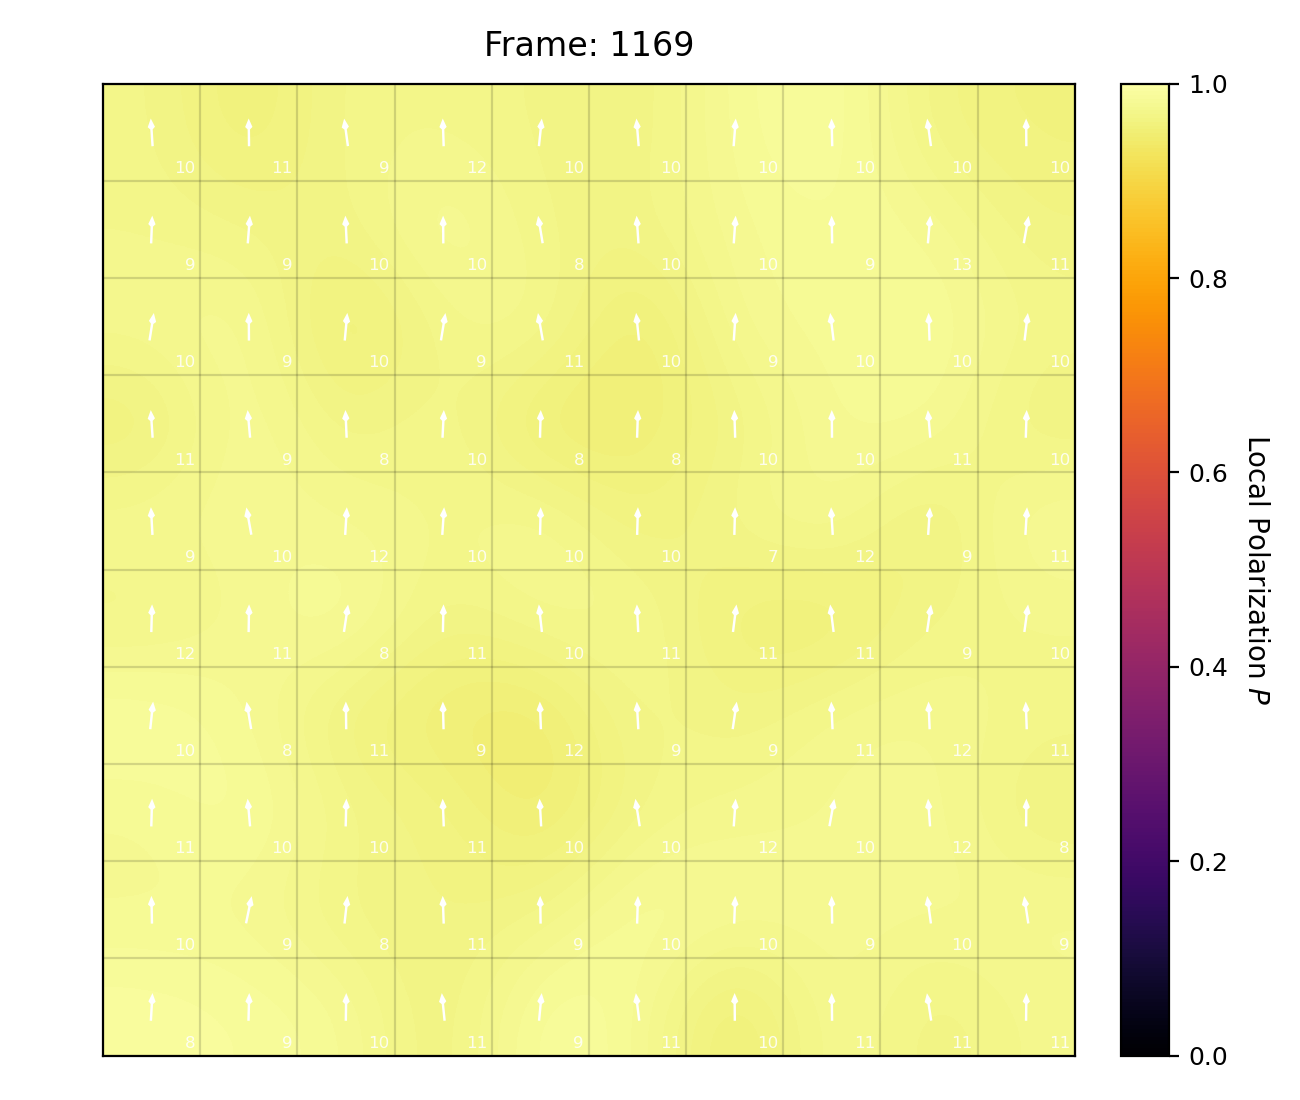 Frame: 1169
10 11 9 12 10 10 10 10 10 10
9 9 10 10 8 10 10 9 13 11
10 9 10 9 11 10 9 10 10 10
11 9 8 10 8 8 10 10 11 10
9 10 12 10 10 10 7 12 9 11
12 11 8 11 10 11 11 11 9 10
10 8 11 9 12 9 9 11 12 11
11 10 10 11 10 10 12 10 12 8
10 9 8 11 9 10 10 9 10 9
8 9 10 11 9 11 10 11 11 11
1.0
0.8
0.6
0.4
0.2
0.0
Local Polarization P